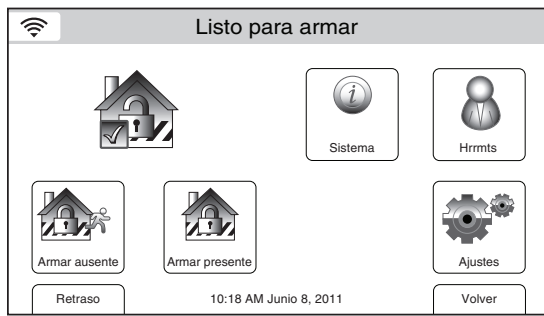 Listo para armar
Sistema
Hrrmts
Armar ausente
Armar presente
Ajustes
Retraso
10:18 AM Junio 8, 2011
Volver